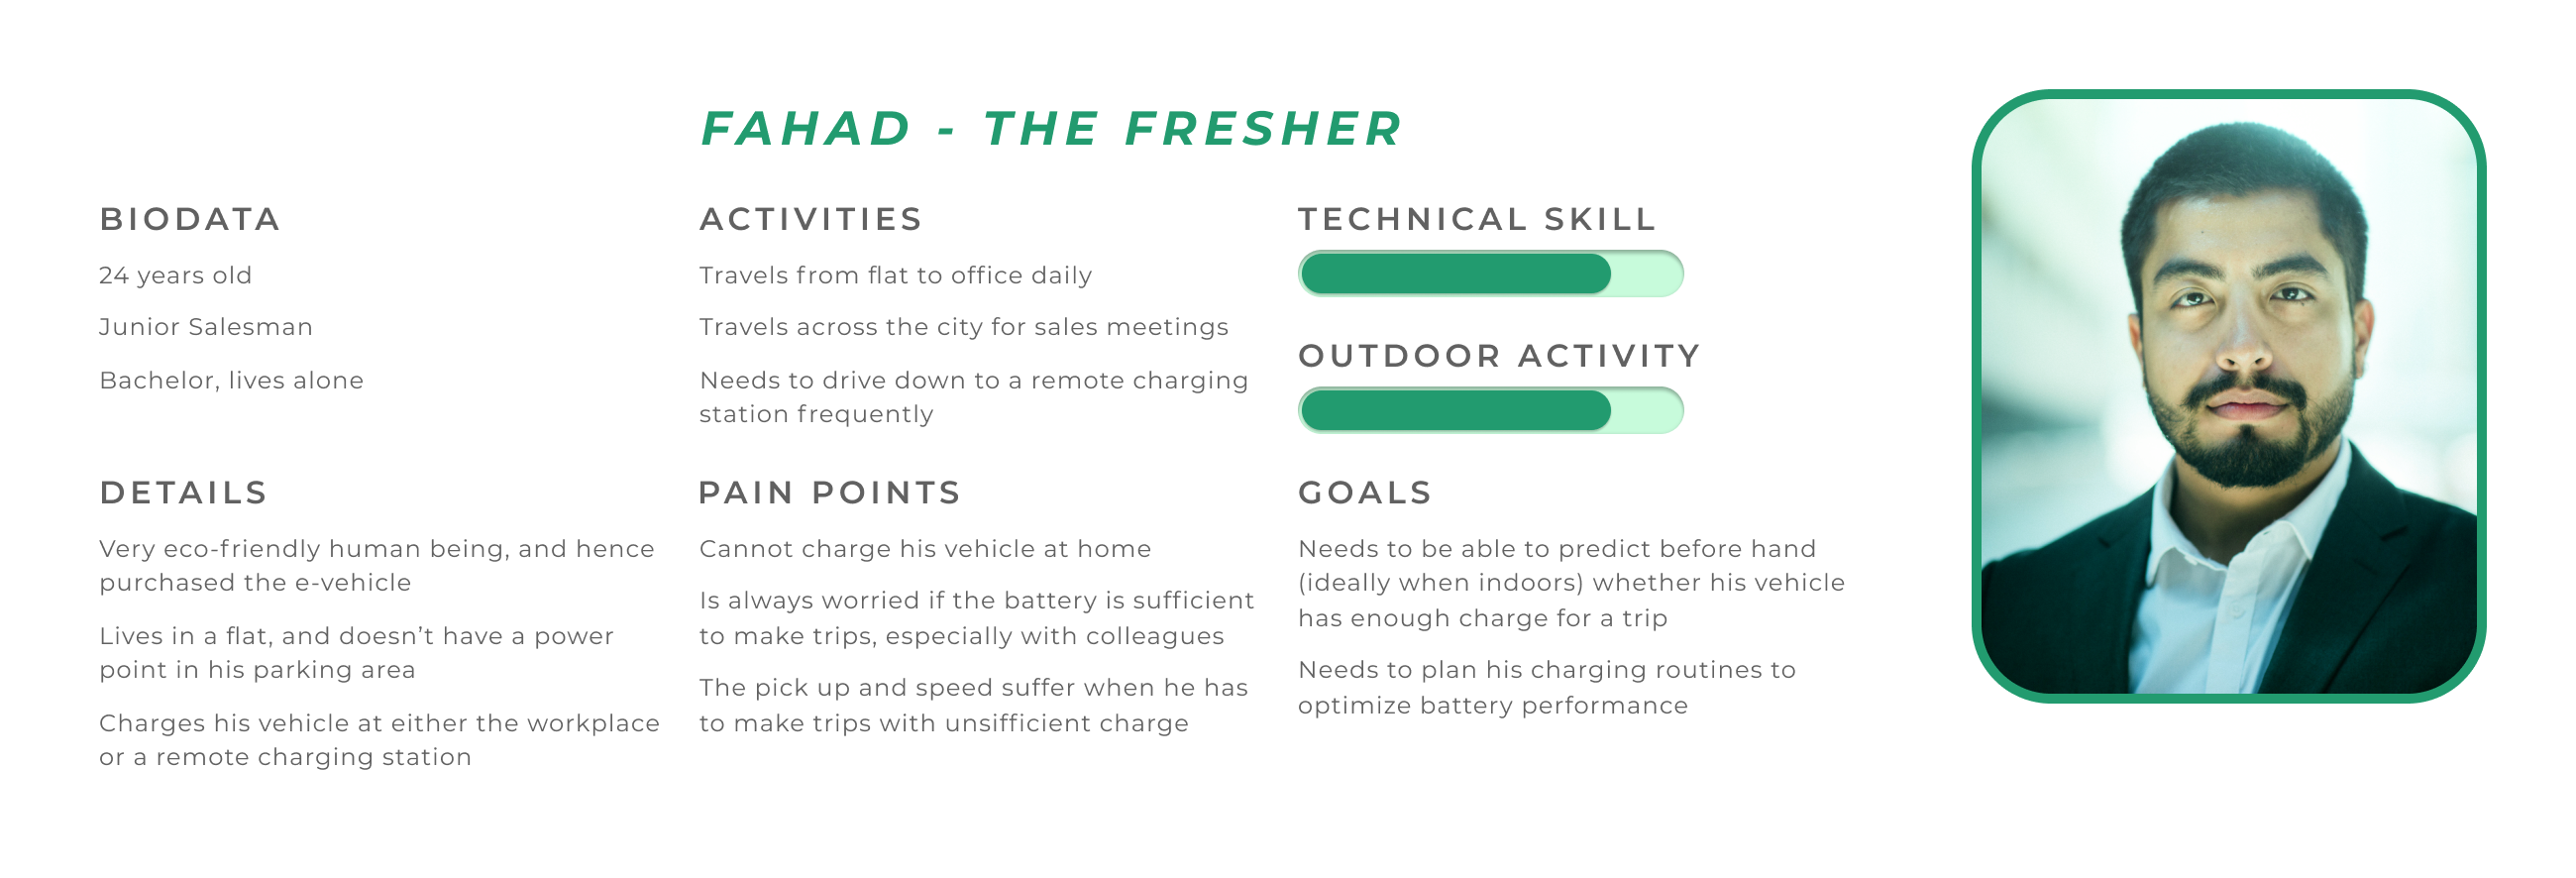 FAHAD - THE FRESHER
BIODATA
24 years old
Junior Salesman
Bachelor, lives alone
ACTIVITIES
Travels from flat to office daily
Travels across the city for sales meetings
Needs to drive down to a remote charging
station frequently
TECHNICAL SKILL
OUTDOOR ACTIVITY
DETAILS
Very eco-friendly human being, and hence
purchased the e-vehicle
Lives in a flat, and doesn’t have a power
point in his parking area
Charges his vehicle at either the workplace
or a remote charging station
PAIN POINTS
Cannot charge his vehicle at home
Is always worried if the battery is sufficient
to make trips, especially with colleagues
The pick up and speed suffer when he has
to make trips with unsifficient charge
GOALS
Needs to be able to predict before hand
(ideally when indoors) whether his vehicle
has enough charge for a trip
Needs to plan his charging routines to
optimize battery performance